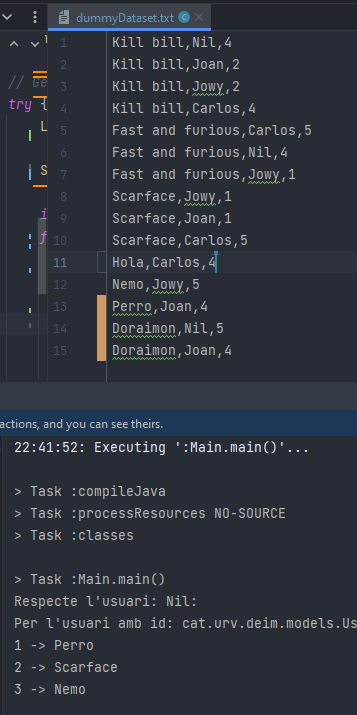 dummyDataset.txt
1 Kill bill,Nil,4
2 Kill bill,Joan,2
3 Kill bill,Jowy,2
4 Kill bill,Carlos,4
5 Fast and furious,Carlos,5
6 Fast and furious,Nil,4
7 Fast and furious,Jowy,1
8 Scarface,Jowy,1
9 Scarface,Joan,1
10 Scarface,Carlos,5
11 Hola,Carlos,4
12 Nemo,Jowy,5
13 Perro,Joan,4
14 Doraimon,Nil,5
15 Doraimon,Joan,4
// Ge
try {
L
S
actions, and you can see theirs.
22:41:52: Executing ':Main.main()'...
> Task :compileJava
> Task :processResources NO-SOURCE
> Task :classes
> Task :Main.main()
Respecte l'usuari: Nil:
Per l'usuari amb id: cat.urv.deim.models.Us
1 -> Perro
2 -> Scarface
3 -> Nemo